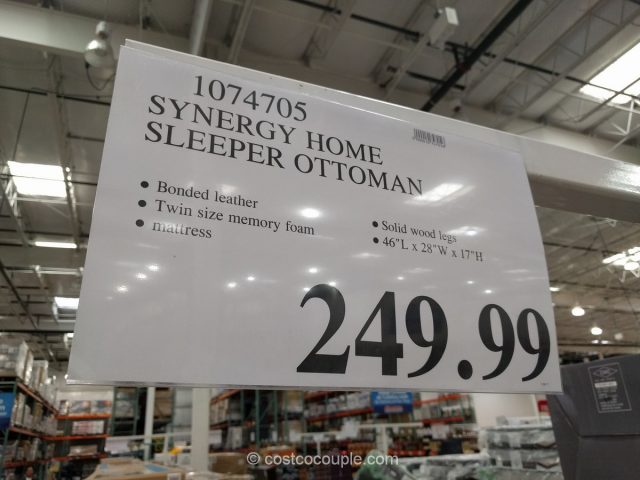 1074705
SYNERGY HOME
SLEEPER OTTOMAN
• Bonded leather
• Twin size memory foam
• mattress
• Solid wood legs
• 46"L x 28"W x 17"H
249.99
© costcocouple.com